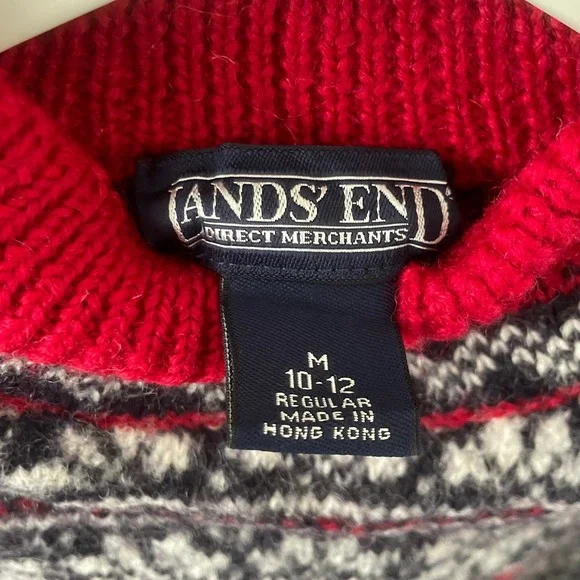 LANDS' END
DIRECT MERCHANTS
M
10-12
REGULAR
MADE IN
HONG KONG